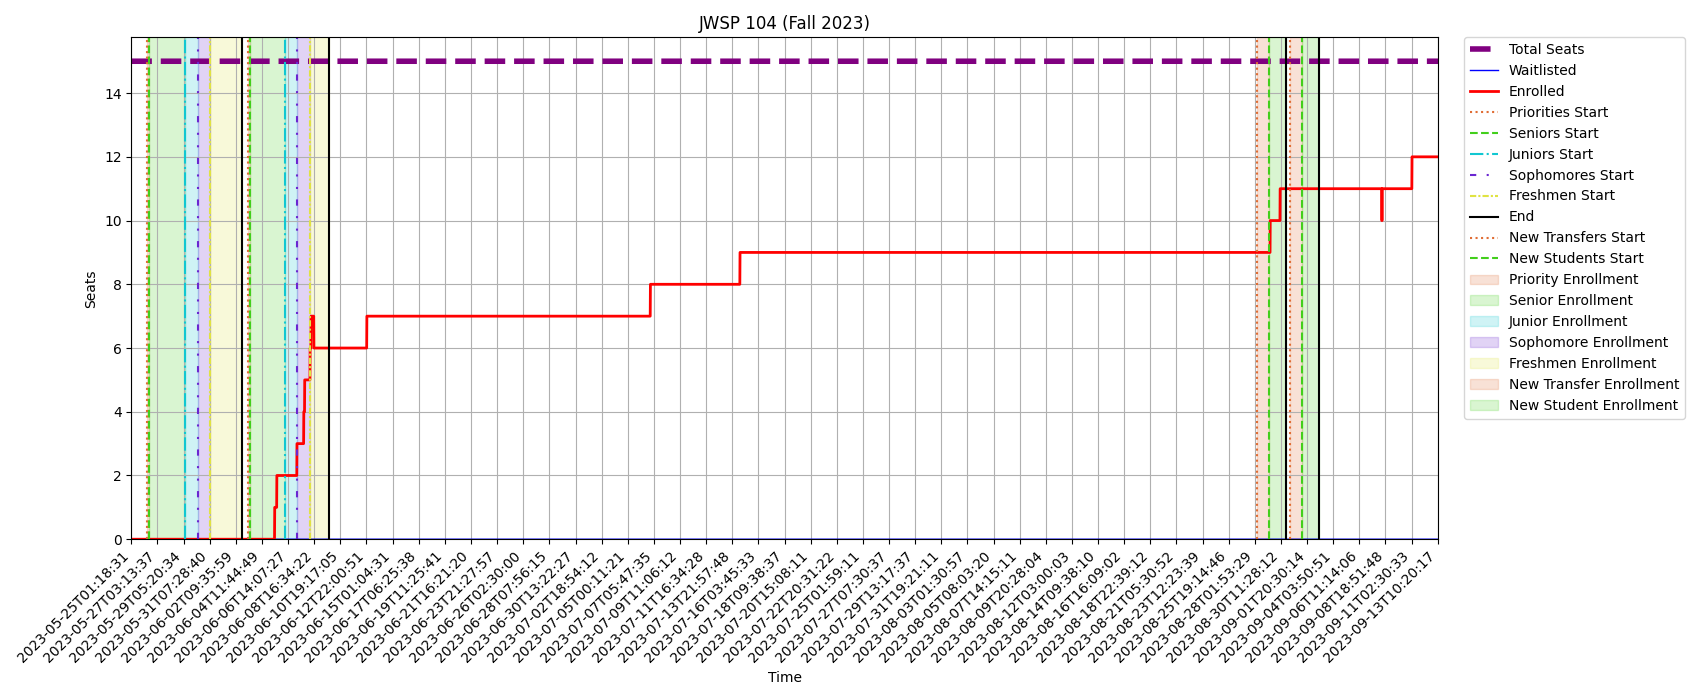 JWSP 104 (Fall 2023)
Total Seats
Waitlisted
Enrolled
Priorities Start
Seniors Start
Juniors Start
Sophomores Start
Freshmen Start
End
New Transfers Start
New Students Start
Priority Enrollment
Senior Enrollment
Junior Enrollment
Sophomore Enrollment
Freshmen Enrollment
New Transfer Enrollment
New Student Enrollment
Seats
14
12
10
8
6
4
2
0
2023-05-25T01:18:31
2023-05-27T03:13:37
2023-05-29T05:20:34
2023-05-31T07:28:40
2023-06-02T09:35:59
2023-06-04T11:44:49
2023-06-06T14:07:27
2023-06-08T16:34:22
2023-06-10T19:17:05
2023-06-12T22:00:51
2023-06-15T01:04:31
2023-06-17T06:25:38
2023-06-19T11:25:41
2023-06-21T16:21:20
2023-06-23T21:27:57
2023-06-26T02:30:00
2023-06-28T07:56:15
2023-06-30T13:22:27
2023-07-02T18:54:12
2023-07-05T00:11:21
2023-07-07T05:47:35
2023-07-09T11:06:12
2023-07-11T16:34:28
2023-07-13T21:57:48
2023-07-16T03:45:33
2023-07-18T09:38:37
2023-07-20T15:08:11
2023-07-22T20:31:22
2023-07-25T01:59:11
2023-07-27T07:30:37
2023-07-29T13:17:37
2023-07-31T19:21:11
2023-08-03T01:30:57
2023-08-05T08:03:20
2023-08-07T14:15:11
2023-08-09T20:28:04
2023-08-12T03:00:03
2023-08-14T09:38:10
2023-08-16T16:09:02
2023-08-18T22:39:12
2023-08-21T05:30:52
2023-08-23T12:23:39
2023-08-25T19:14:46
2023-08-28T01:53:29
2023-08-30T11:28:12
2023-09-01T20:30:14
2023-09-04T03:50:51
2023-09-06T11:14:06
2023-09-08T18:51:48
2023-09-11T02:30:33
2023-09-13T10:20:17
Time